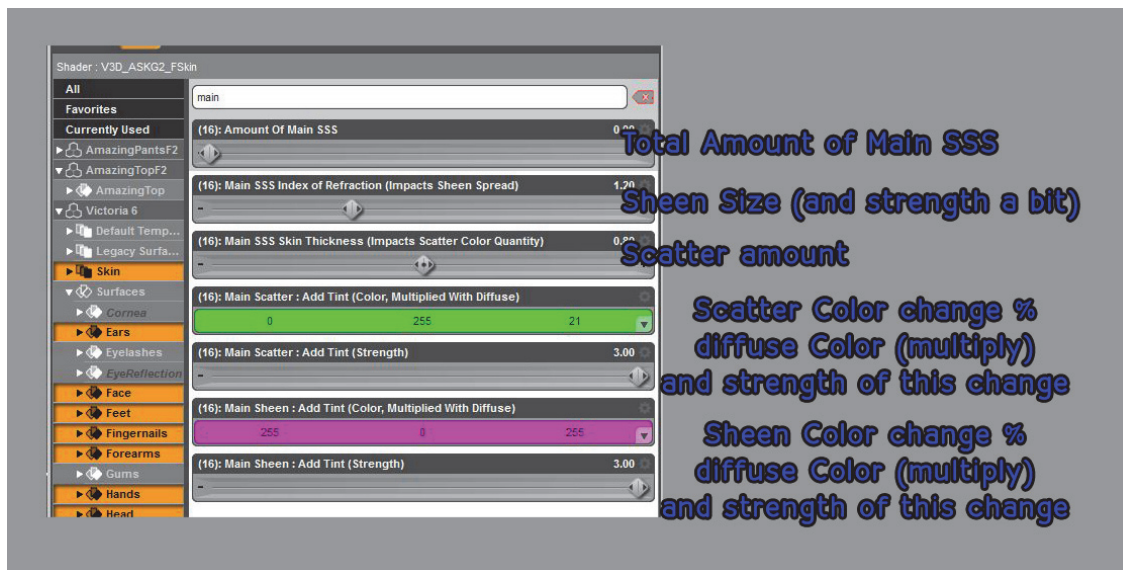 Shader : V3D_ASKG2_FSkin
All
Favorites
Currently Used
AmazingPantsF2
AmazingTopF2
AmazingTop
Victoria 6
Default Temp...
Legacy Surfa...
Skin
Surfaces
Cornea
Ears
Eyelashes
EyeReflection
Face
Feet
Fingernails
Forearms
Gums
Hands
Head
main
(16): Amount Of Main SSS 0.00
Total Amount of Main SSS
(16): Main SSS Index of Refraction (Impacts Sheen Spread) 1.20
Sheen Size (and strength a bit)
(16): Main SSS Skin Thickness (Impacts Scatter Color Quantity) 0.80
Scatter amount
(16): Main Scatter : Add Tint (Color, Multiplied With Diffuse)
0 255 21
(16): Main Scatter : Add Tint (Strength) 3.00
Scatter Color change %
diffuse Color (multiply)
and strength of this change
(16): Main Sheen : Add Tint (Color, Multiplied With Diffuse)
255 0 255
(16): Main Sheen : Add Tint (Strength) 3.00
Sheen Color change %
diffuse Color (multiply)
and strength of this change